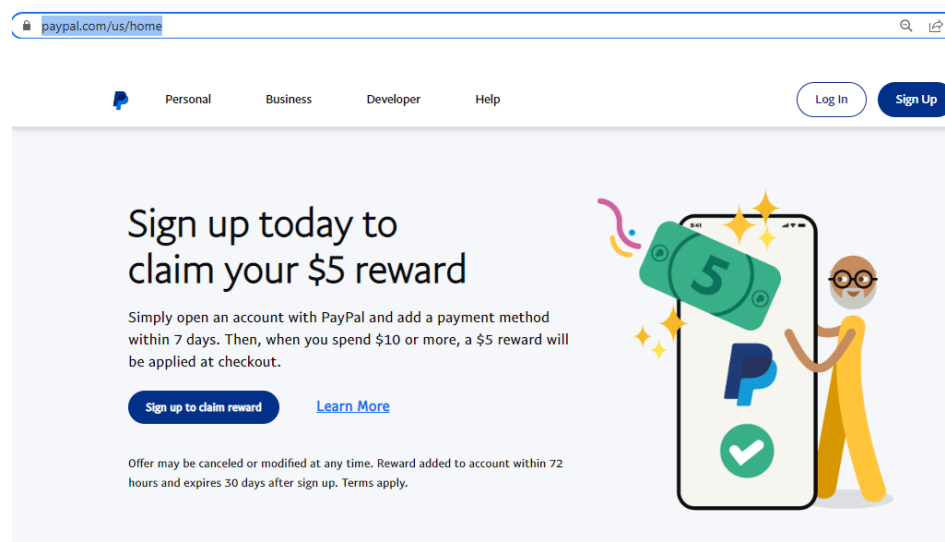 paypal.com/us/home
Personal Business Developer Help Log In Sign Up
Sign up today to
claim your $5 reward
Simply open an account with PayPal and add a payment method
within 7 days. Then, when you spend $10 or more, a $5 reward will
be applied at checkout.
Sign up to claim reward Learn More
Offer may be canceled or modified at any time. Reward added to account within 72
hours and expires 30 days after sign up. Terms apply.
9:41
5